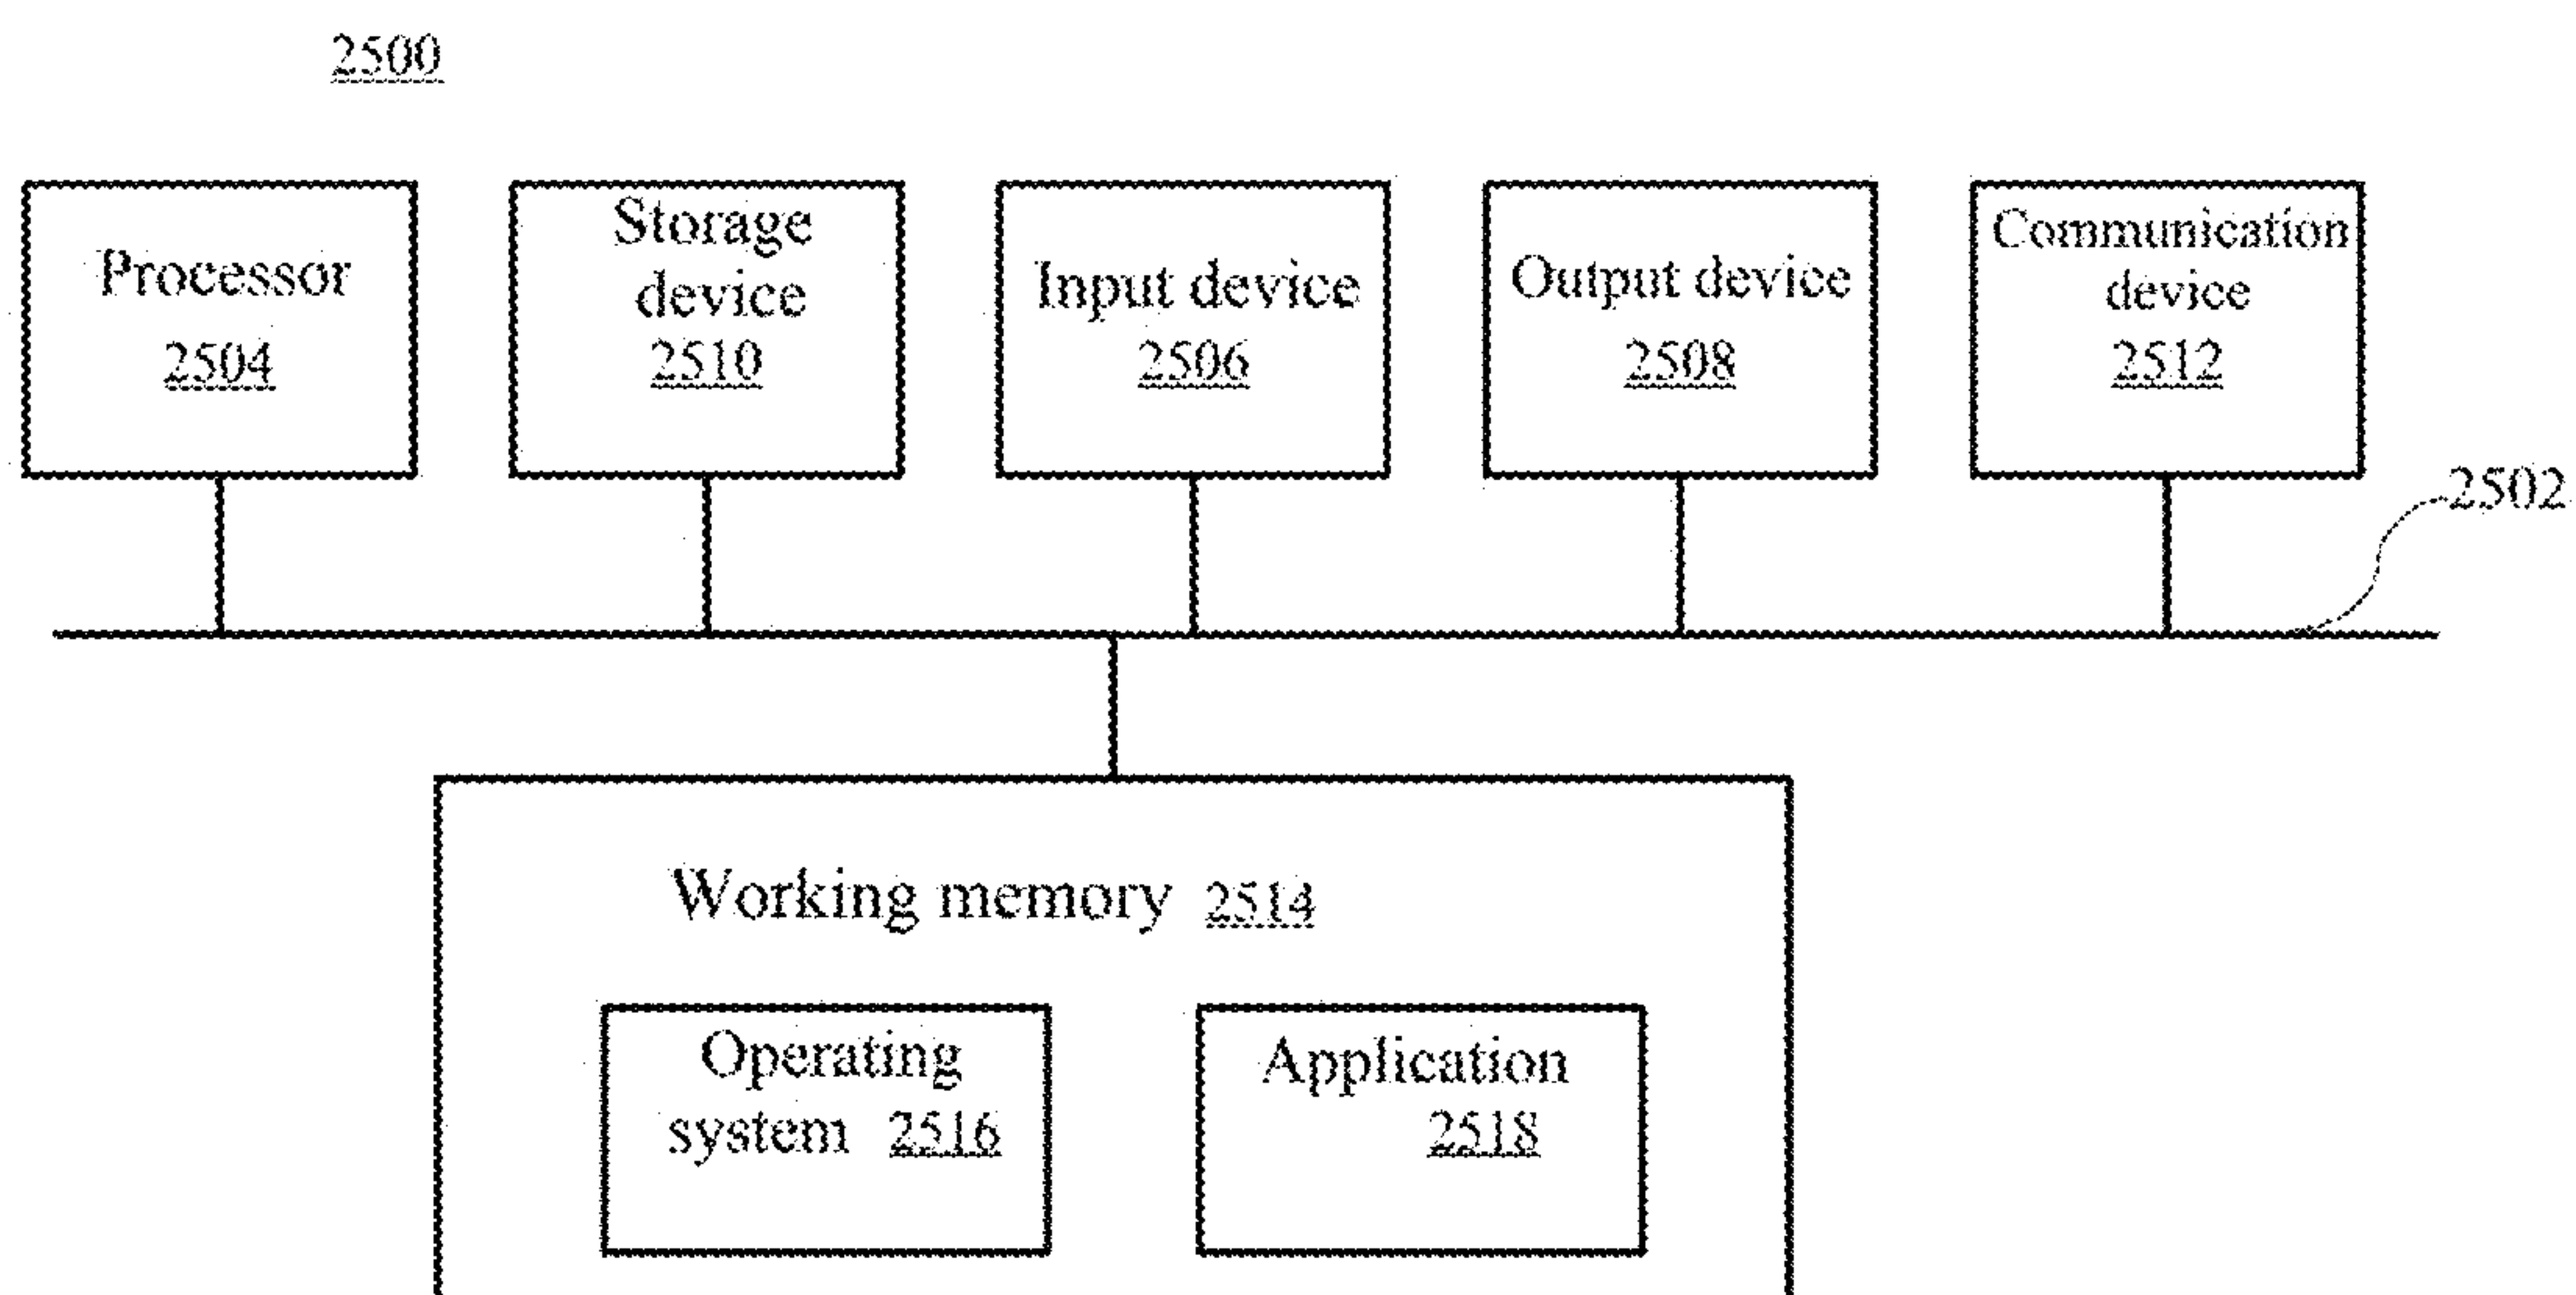 2500
Processor
2504
Storage
device
2510
Input device
2506
Output device
2508
Communication
device
2512
2502
Working memory 2514
Operating
system 2516
Application
2518